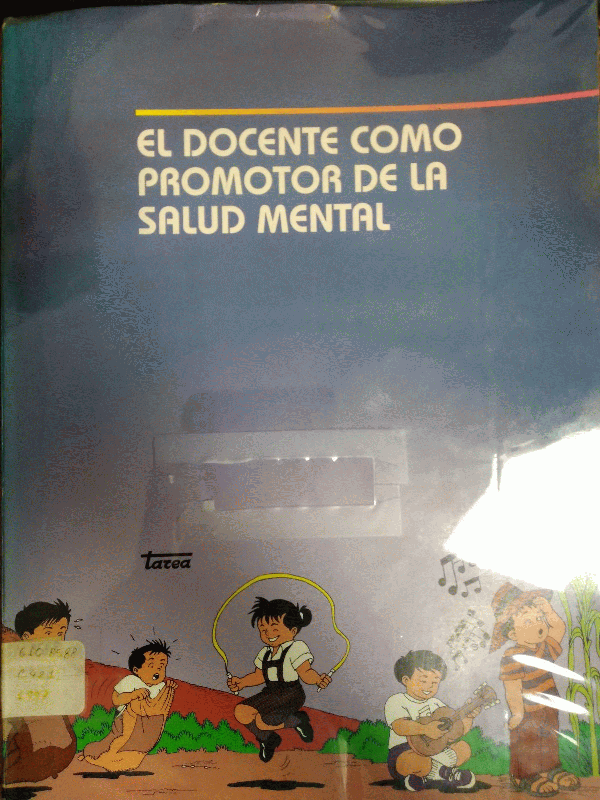 EL DOCENTE COMO
PROMOTOR DE LA
SALUD MENTAL
tarea